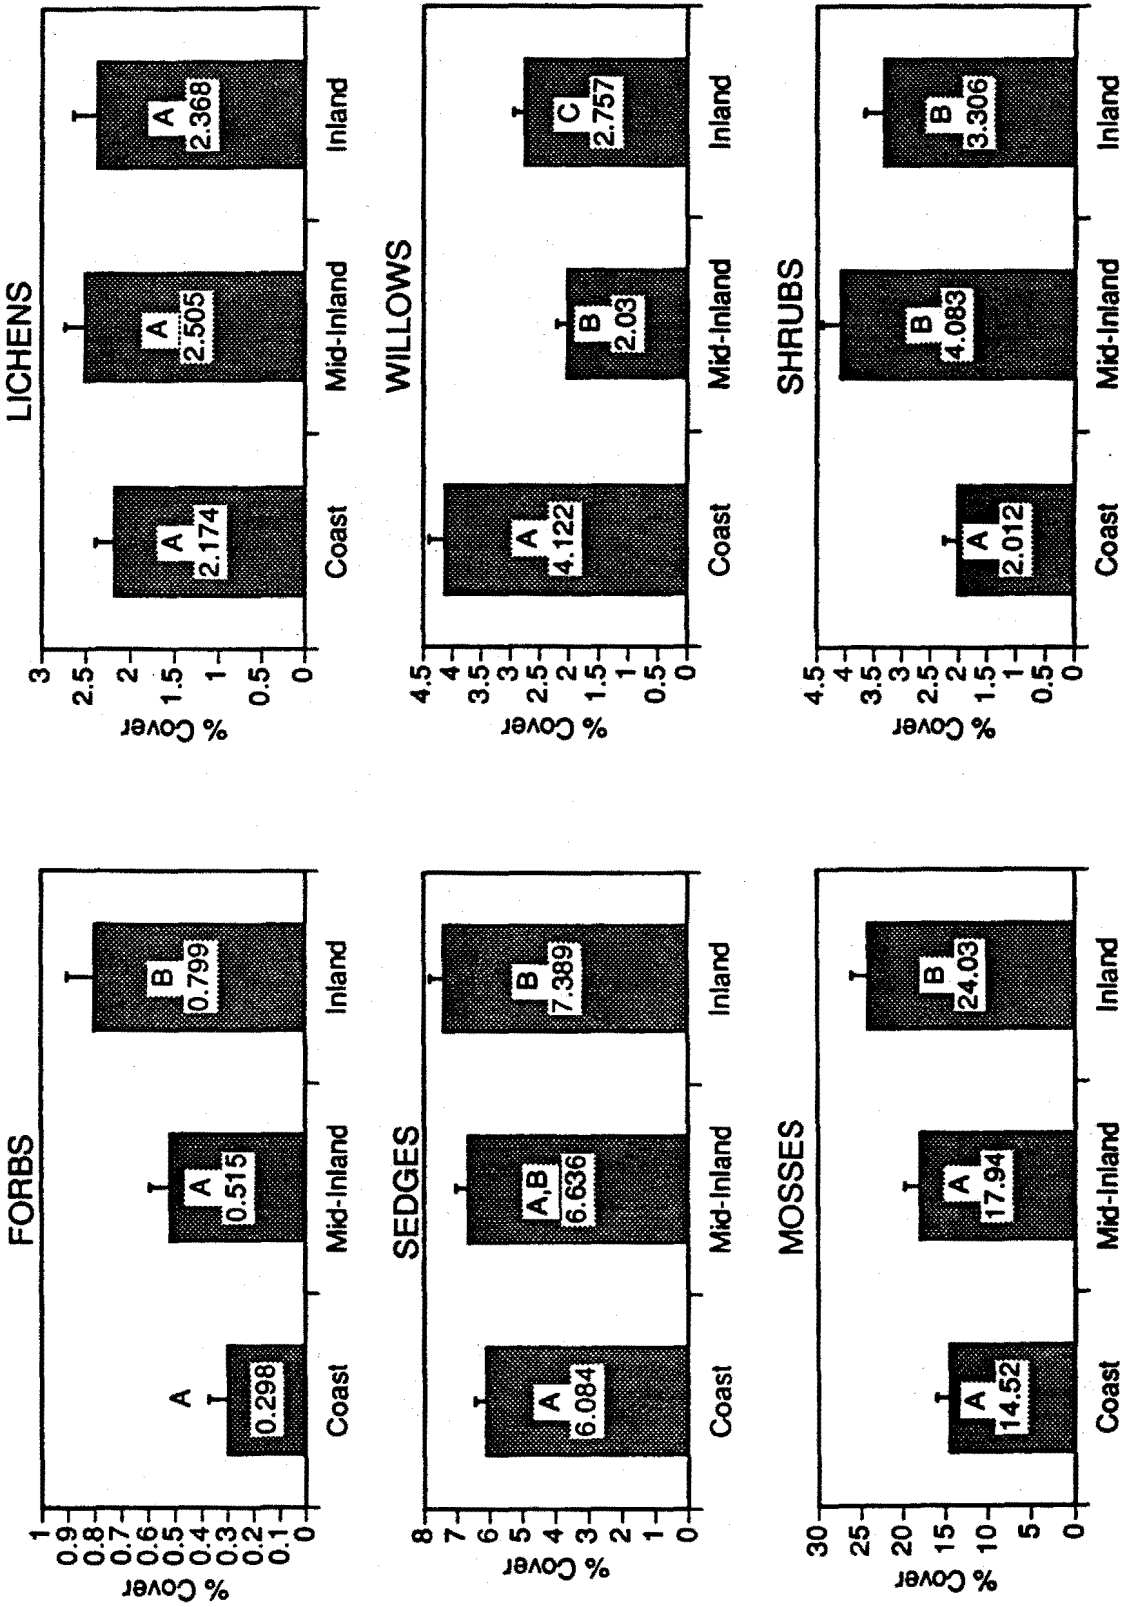 FORBS
% Cover
1
0.9
0.8
0.7
0.6
0.5
0.4
0.3
0.2
0.1
0
A
0.298
A
0.515
B
0.799
Coast Mid-Inland Inland
LICHENS
% Cover
3
2.5
2
1.5
1
0.5
0
A
2.174
A
2.505
A
2.368
Coast Mid-Inland Inland
SEDGES
% Cover
8
7
6
5
4
3
2
1
0
A
6.084
A,B
6.636
B
7.389
Coast Mid-Inland Inland
WILLOWS
% Cover
4.5
4
3.5
3
2.5
2
1.5
1
0.5
0
A
4.122
B
2.03
C
2.757
Coast Mid-Inland Inland
MOSSES
% Cover
30
25
20
15
10
5
0
A
14.52
A
17.94
B
24.03
Coast Mid-Inland Inland
SHRUBS
% Cover
4.5
4
3.5
3
2.5
2
1.5
1
0.5
0
A
2.012
B
4.083
B
3.306
Coast Mid-Inland Inland